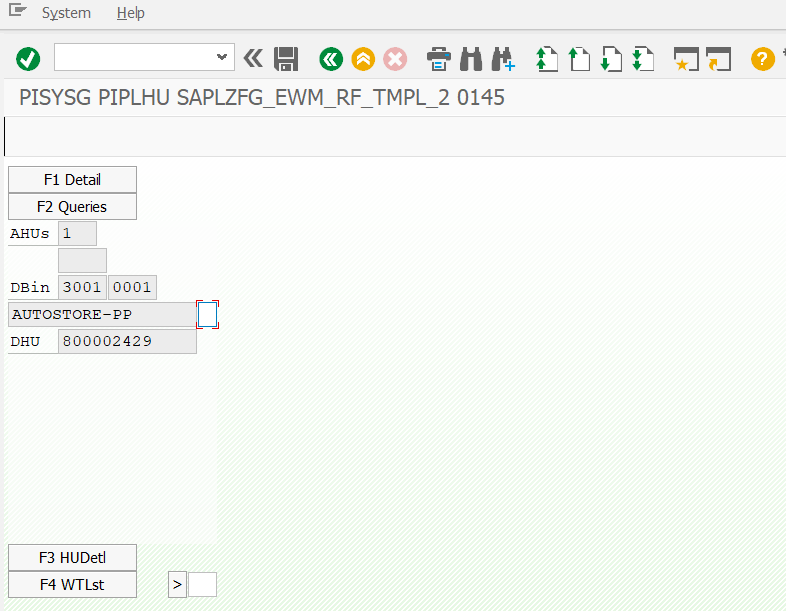 System Help
PISYSG PIPLHU SAPLZFG_EWM_RF_TMPL_2 0145
F1 Detail
F2 Queries
AHUs 1
DBin 3001 0001
AUTOSTORE-PP
DHU 800002429
F3 HUDetl
F4 WTLst >